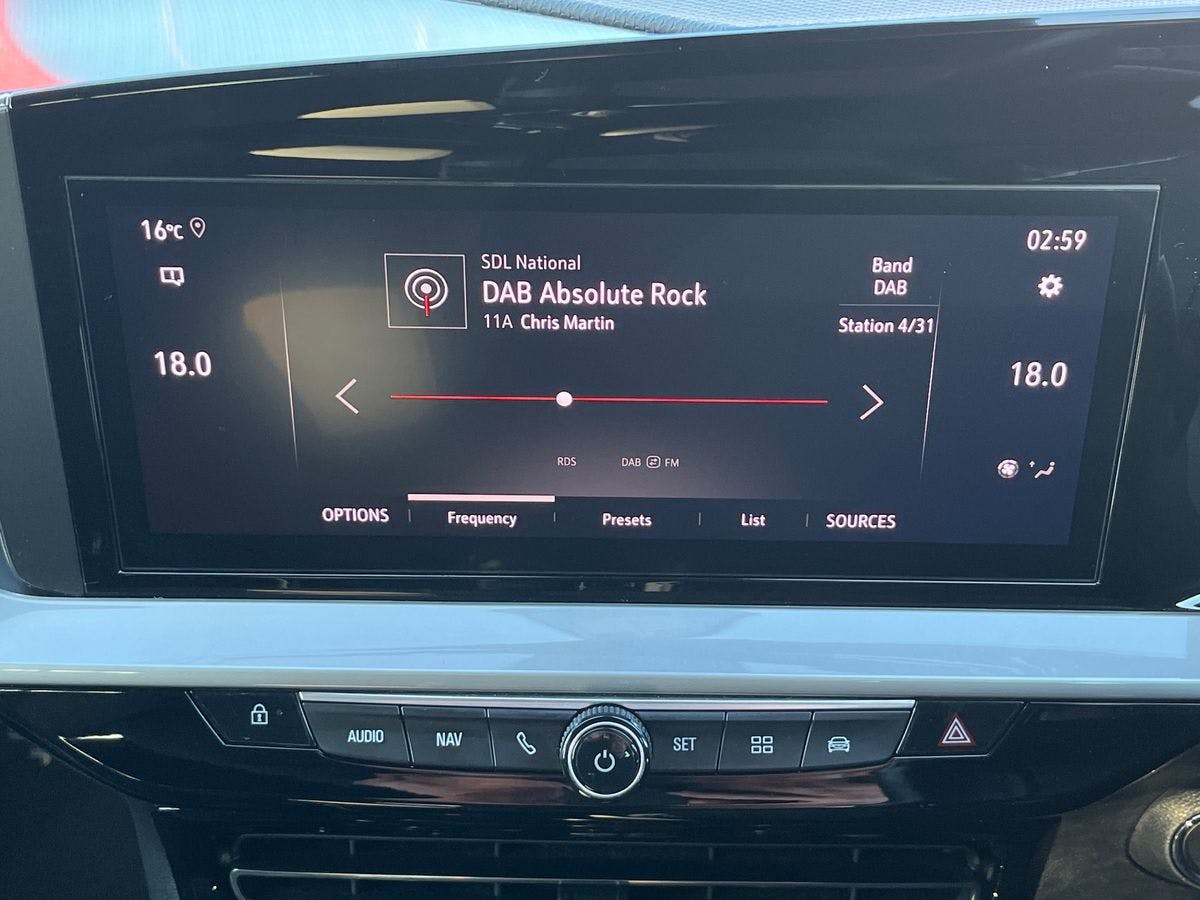 16°C
02:59
SDL National
DAB Absolute Rock
11A Chris Martin
Band
DAB
Station 4/31
18.0
18.0
RDS
DAB FM
OPTIONS
Frequency
Presets
List
SOURCES
AUDIO
NAV
SET